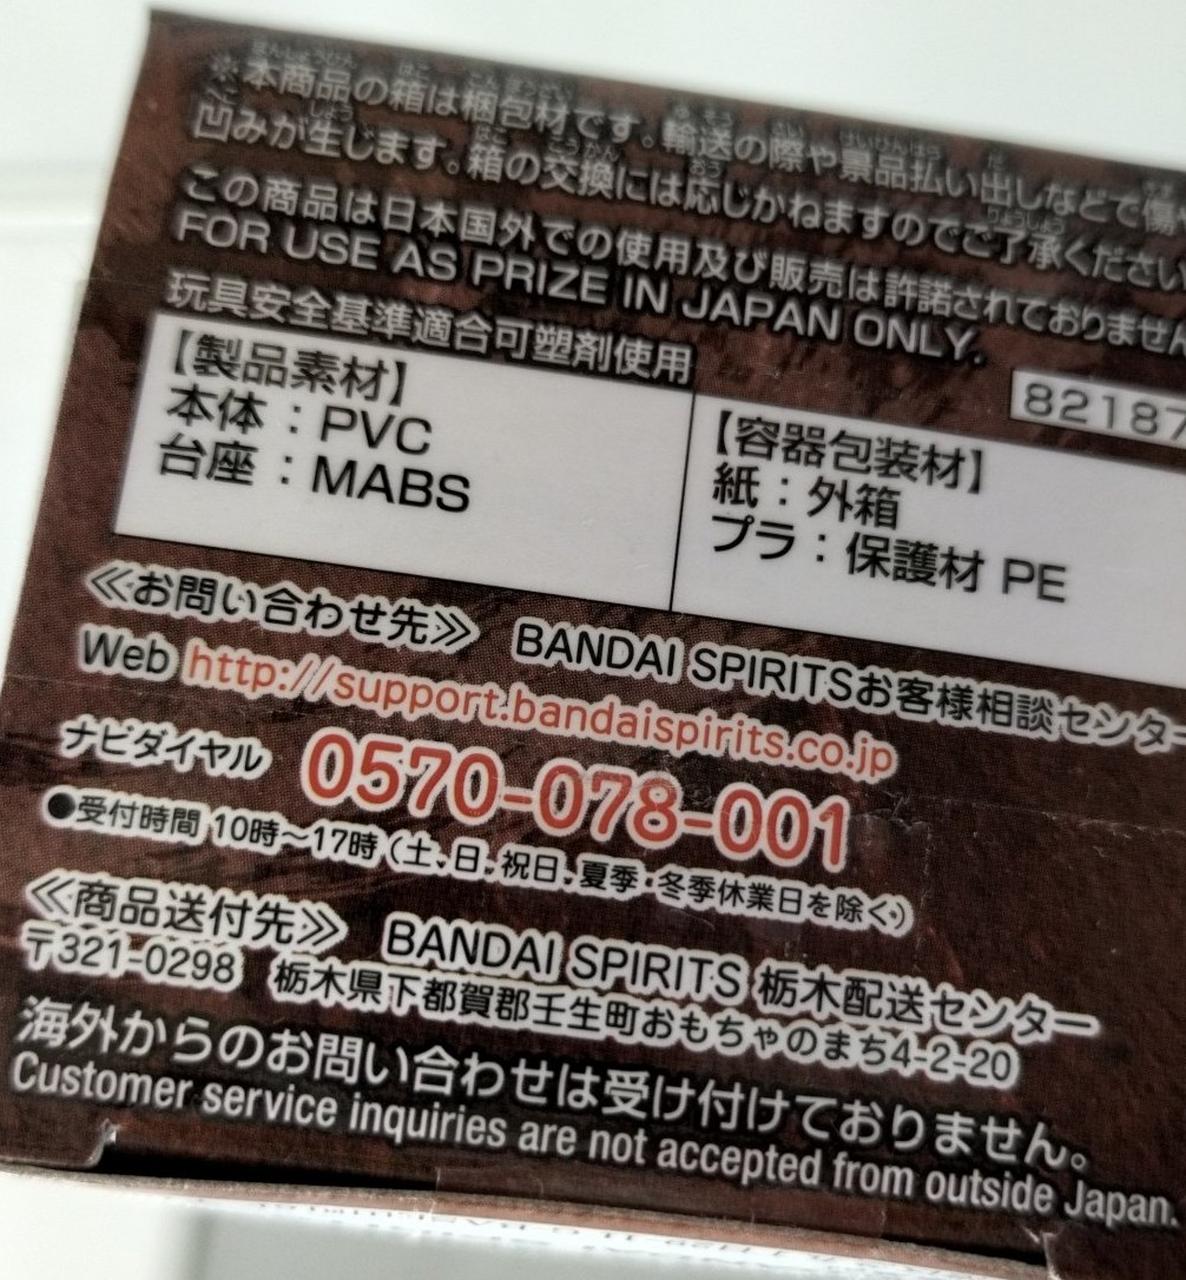 ※本商品の箱は梱包材です。輸送の際や景品払い出しなどで傷
凹みが生じます。箱の交換には応じかねますのでご了承ください
この商品は日本国外での使用及び販売は許諾されておりません
FOR USE AS PRIZE IN JAPAN ONLY.
玩具安全基準適合可塑剤使用
82187
【製品素材】
本体：PVC
台座：MABS
【容器包装材】
紙：外箱
プラ：保護材 PE
≪お問い合わせ先≫ BANDAI SPIRITSお客様相談センター
Web http://support.bandaispirits.co.jp
ナビダイヤル 0570-078-001
●受付時間 10時～17時（土、日、祝日、夏季・冬季休業日を除く）
≪商品送付先≫ BANDAI SPIRITS 栃木配送センター
〒321-0298 栃木県下都賀郡壬生町おもちゃのまち4-2-20
海外からのお問い合わせは受け付けておりません。
Customer service inquiries are not accepted from outside Japan.